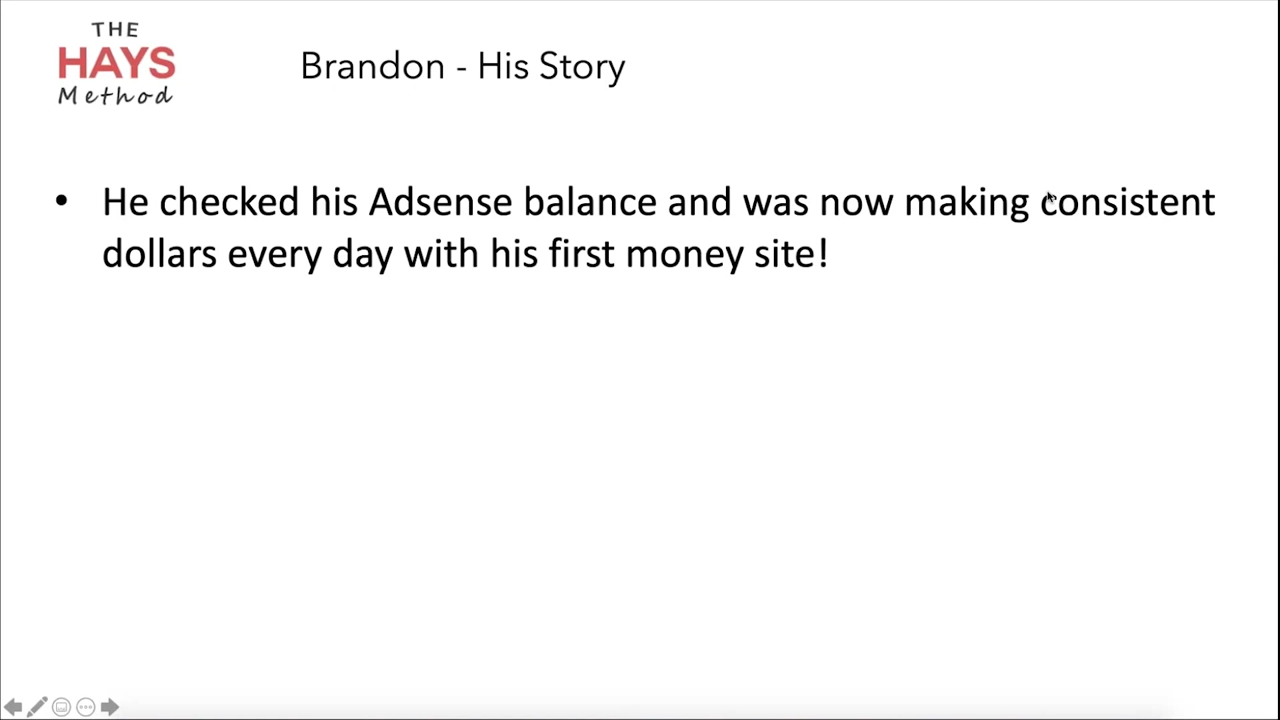 THE
HAYS
Method
Brandon - His Story
• He checked his Adsense balance and was now making consistent
dollars every day with his first money site!